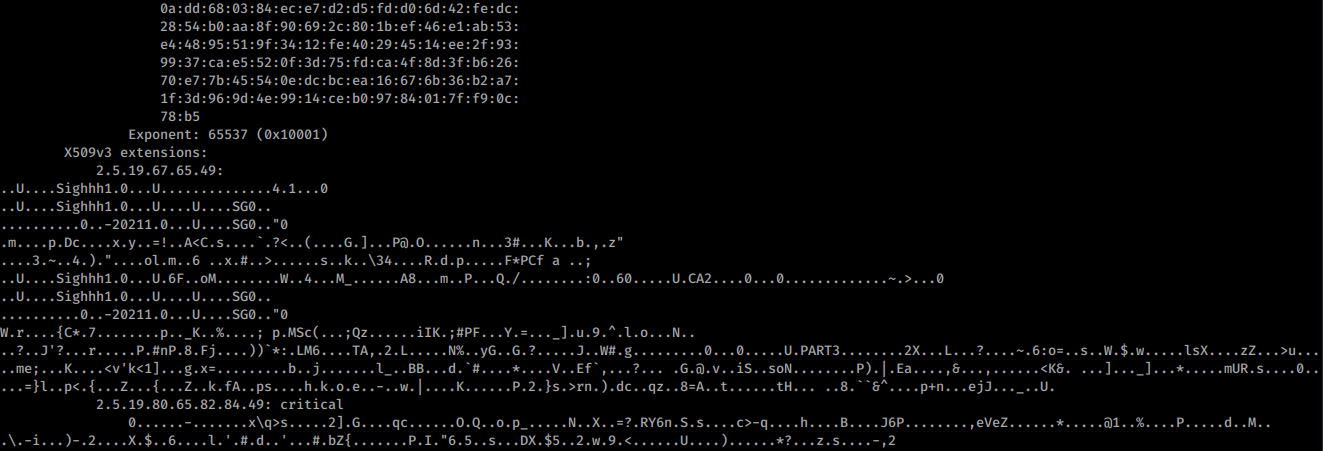 0a:dd:68:03:84:ec:e7:d2:d5:fd:d0:6d:42:fe:dc:
28:54:b0:aa:8f:90:69:2c:80:1b:ef:46:e1:ab:53:
e4:48:95:51:9f:34:12:fe:40:29:45:14:ee:2f:93:
99:37:ca:e5:52:0f:3d:75:fd:ca:4f:8d:3f:b6:26:
70:e7:7b:45:54:0e:dc:bc:ea:16:67:6b:36:b2:a7:
1f:3d:96:9d:4e:99:14:ce:b0:97:84:01:7f:f9:0c:
78:b5
Exponent: 65537 (0x10001)
X509v3 extensions:
2.5.19.67.65.49:
..U....Sighhh1.0...U..............4.1...0
..U....Sighhh1.0...U....U....SG0..
..........0..-20211.0...U....SG0.."0
.m....p.Dc....x.y..=!..A<C.s....`.?<..(....G.]...P@.O......n...3#...K...b.,.z"
....3.~..4.)."....ol.m..6 ..x.#..>......s..k..\34....R.d.p.....F*PCf a ..;
..U....Sighhh1.0...U.6F..oM........W..4...M_......A8...m..P...Q./........:0..60.....U.CA2....0...0.............~.>...0
..U....Sighhh1.0...U....U....SG0..
..........0..-20211.0...U....SG0.."0
W.r....{C*.7........p.._K..%....; p.MSc(...;Qz......iIK.;#PF...Y.=..._].u.9.^.l.o...N..
..?..J'?...r.....P.#nP.8.Fj....))`*:.LM6....TA,.2.L.....N%..yG..G.?.....J..W#.g.........0...0.....U.PART3........2X...L...?....~.6:o=..s..W.$.w.....lsX....zZ...>u...
...me;...K....<v'k<1]...g.x=.........b..j:......l_..BB...d.`#....*....V..Ef`,...?... .G.@.v..iS..soN........P).|.Ea....,&...,......<K&. ...]..._]...*.....mUR.s....0...
...=}l..p<.{...Z...{...Z..k.fA..ps....h.k.o.e..-..w.|....K......P.2.}s.>rn.).dc..qz..8=A..t......tH... ..8.``&^....p+n...ejJ..._..U.
2.5.19.80.65.82.84.49: critical
0......-.......x\q>s.....2].G....qc......O.Q..o.p_.....N..X..=?.RY6n.S.s....c>-q....h....B....J6P........,eVeZ......*.....@1..%....P.....d..M..
.\.-i...)-.2....X.$..6....l.'.#.d..'...#.bZ{.......P.I."6.5..s...DX.$5..2.w.9.<......U....)......*?...z.s....-,2